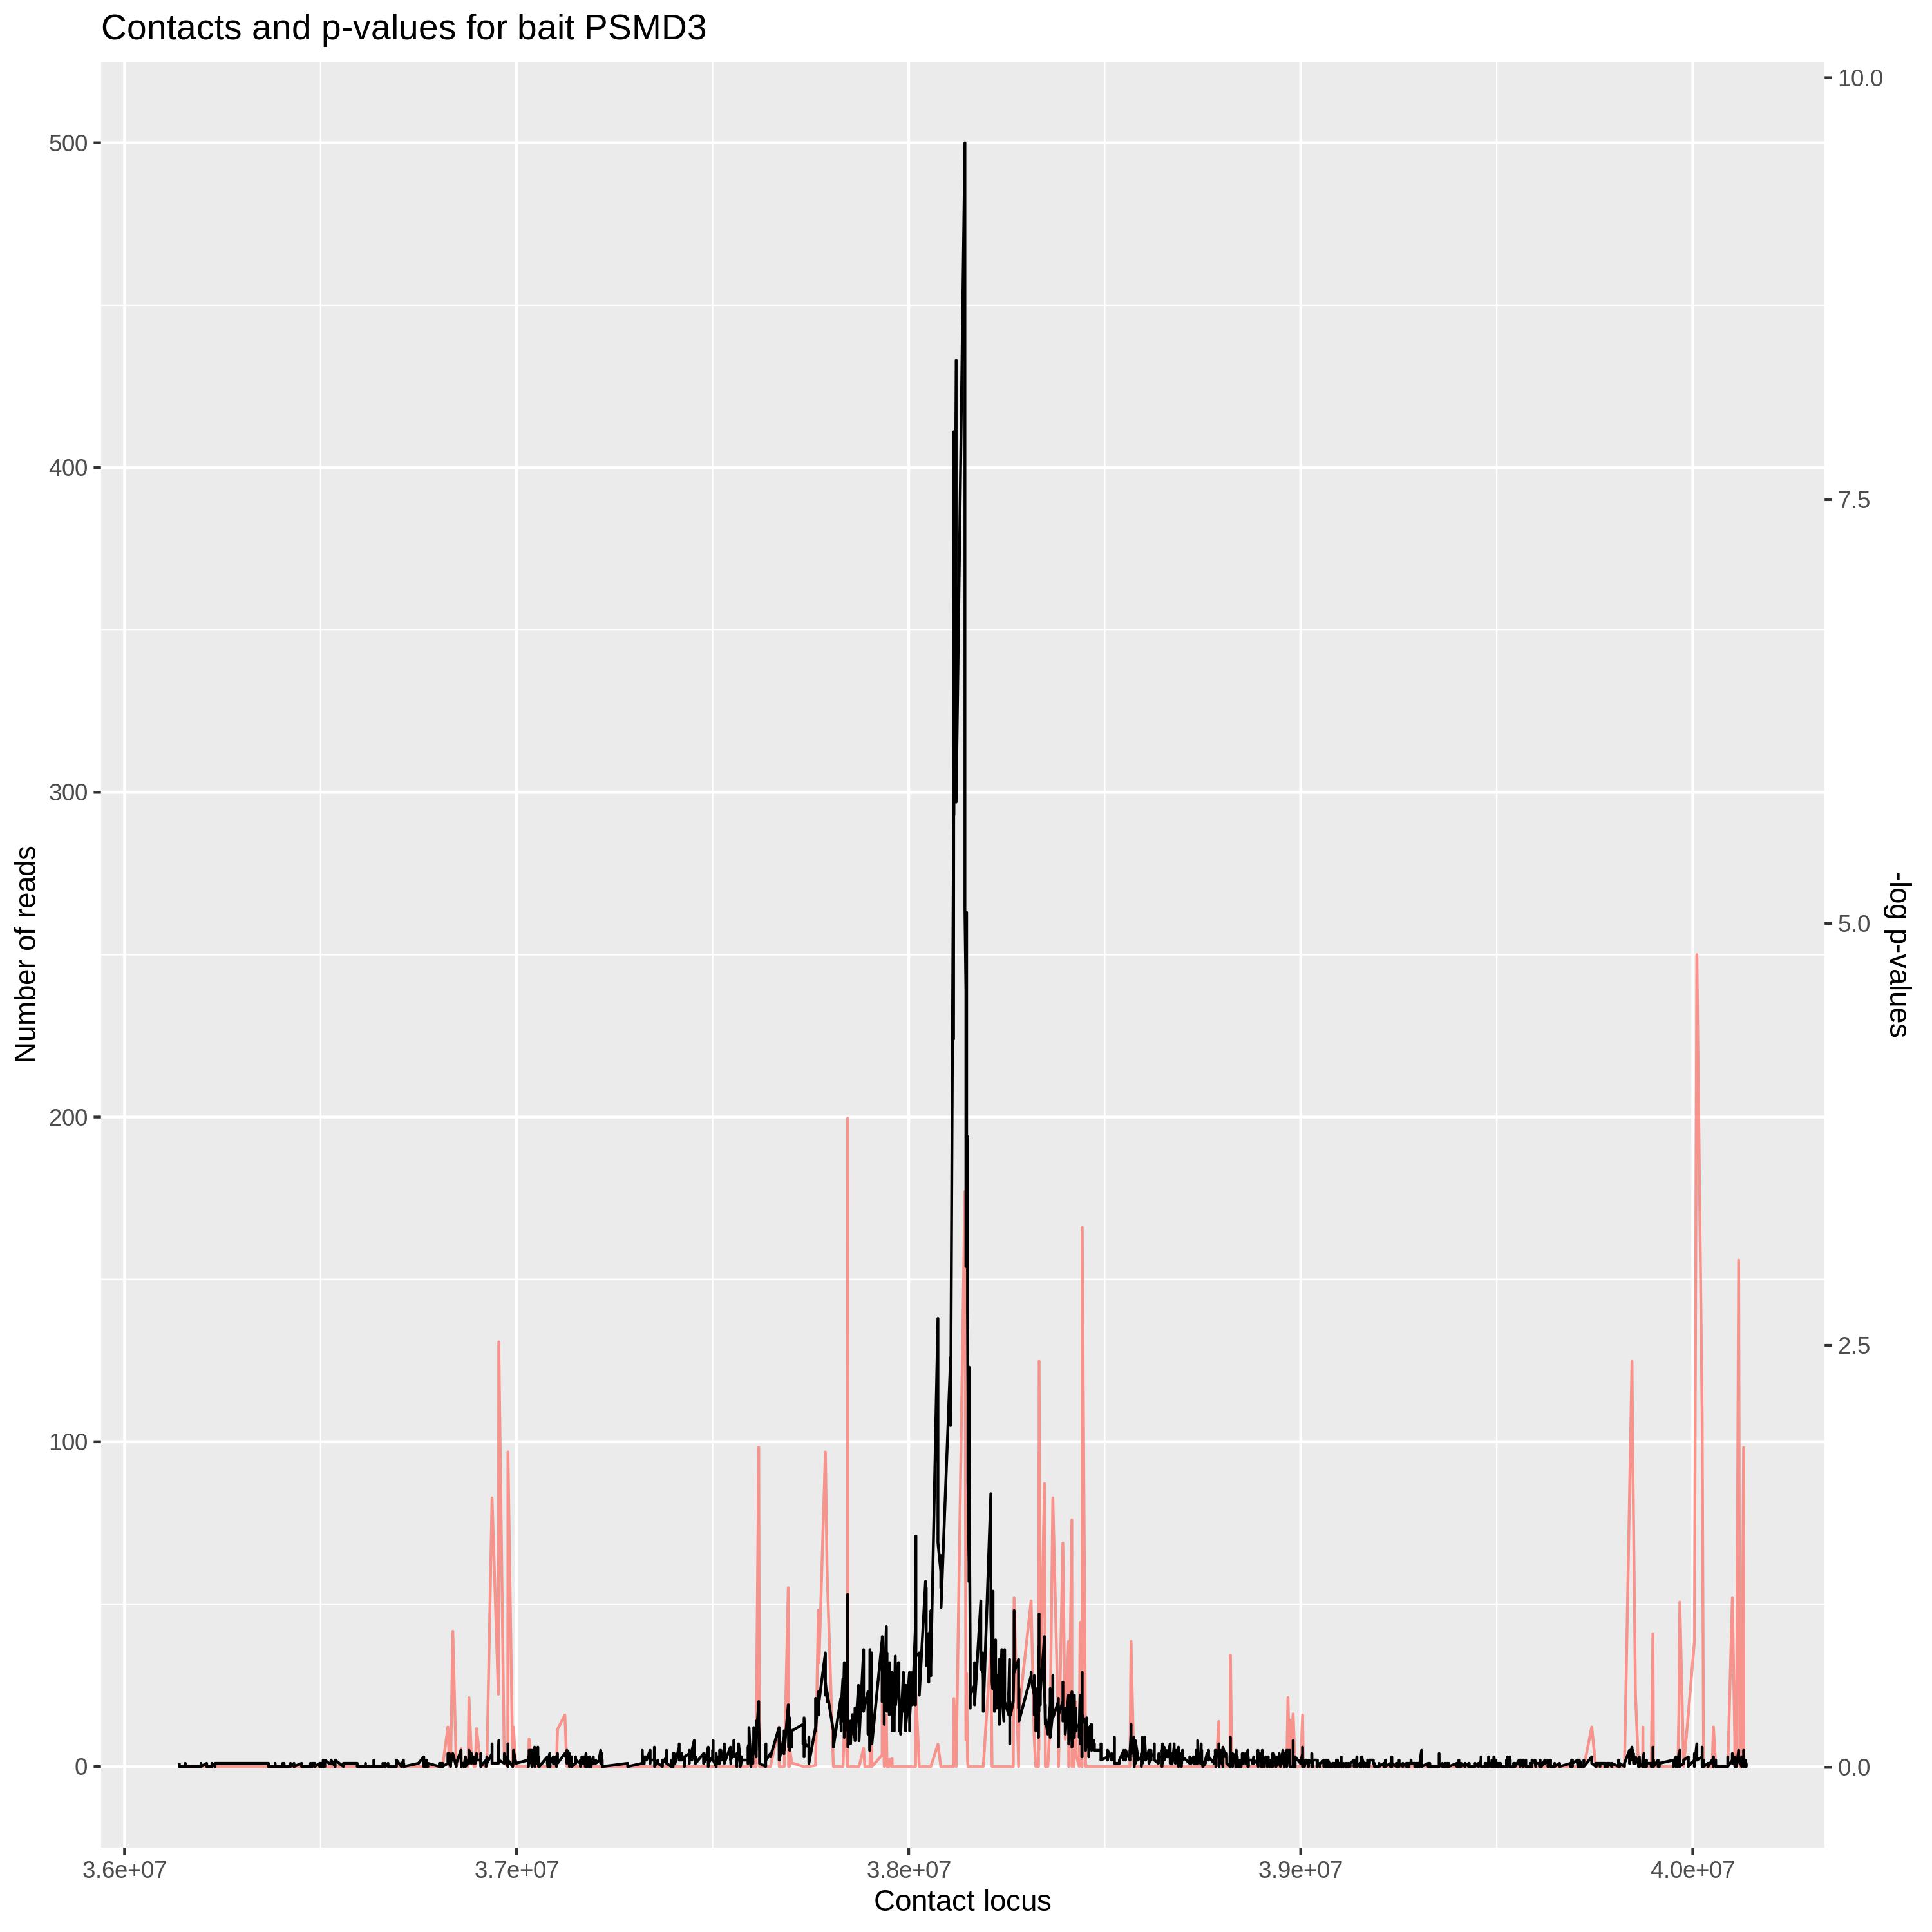 Contacts and p-values for bait PSMD3
500
400
300
200
100
0
Number of reads
10.0
7.5
5.0
2.5
0.0
-log p-values
3.6e+07
3.7e+07
3.8e+07
3.9e+07
4.0e+07
Contact locus